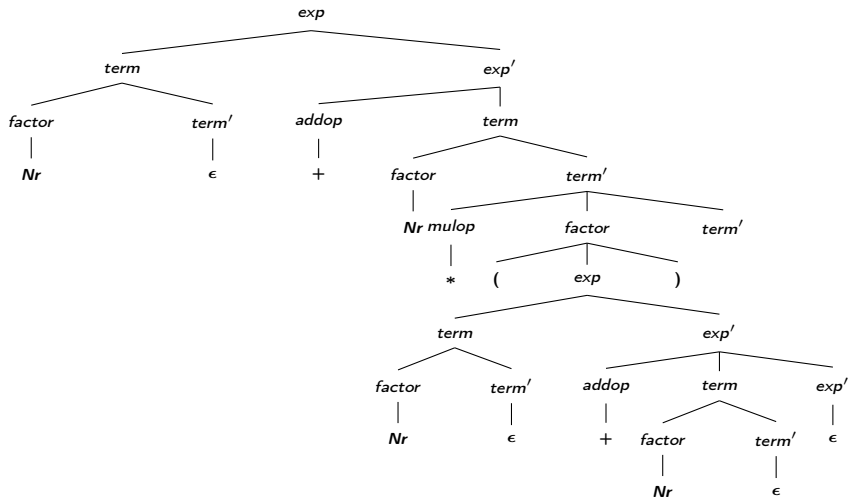 exp
term exp′
factor term′ addop term
Nr ϵ + factor term′
Nr mulop factor term′
* ( exp )
term exp′
factor term′ addop term exp′
Nr ϵ + factor term′ ϵ
Nr ϵ